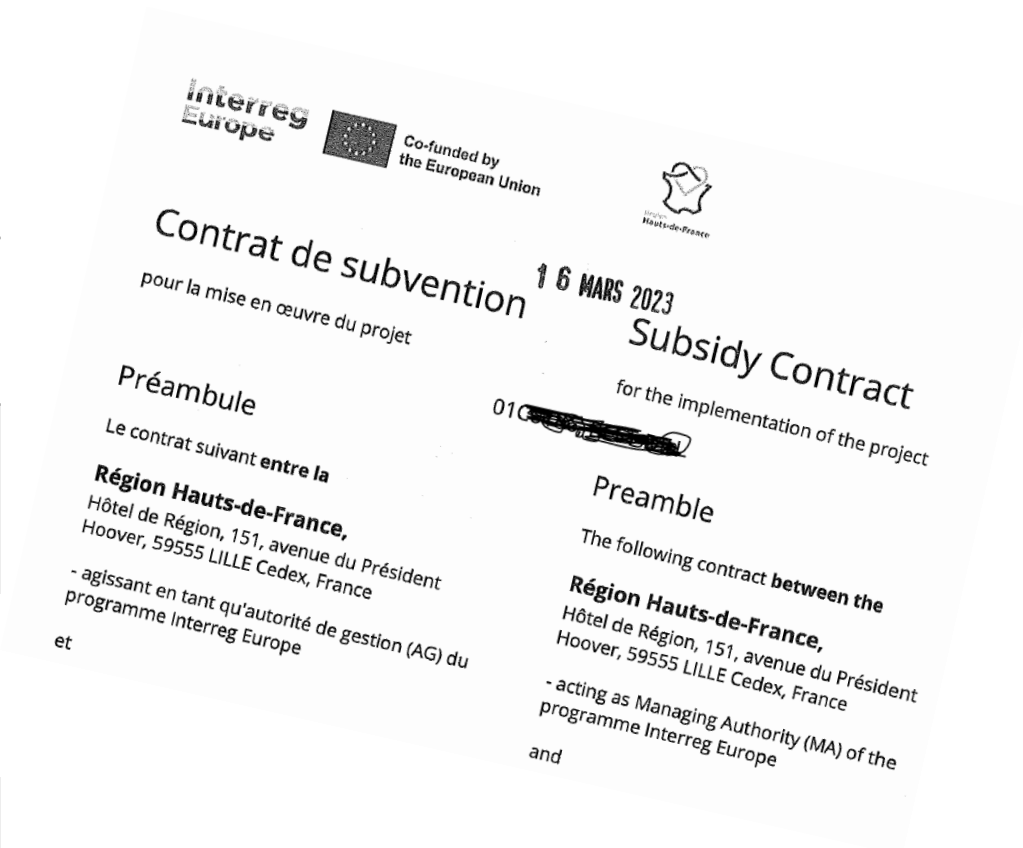 Interreg
Europe
Co-funded by
the European Union
Région
Hauts-de-France
16 MARS 2023
Contrat de subvention
pour la mise en œuvre du projet
Subsidy Contract
for the implementation of the project
01
Préambule
Le contrat suivant entre la
Région Hauts-de-France,
Hôtel de Région, 151, avenue du Président
Hoover, 59555 LILLE Cedex, France
- agissant en tant qu'autorité de gestion (AG) du
programme Interreg Europe
et
Preamble
The following contract between the
Région Hauts-de-France,
Hôtel de Région, 151, avenue du Président
Hoover, 59555 LILLE Cedex, France
- acting as Managing Authority (MA) of the
programme Interreg Europe
and